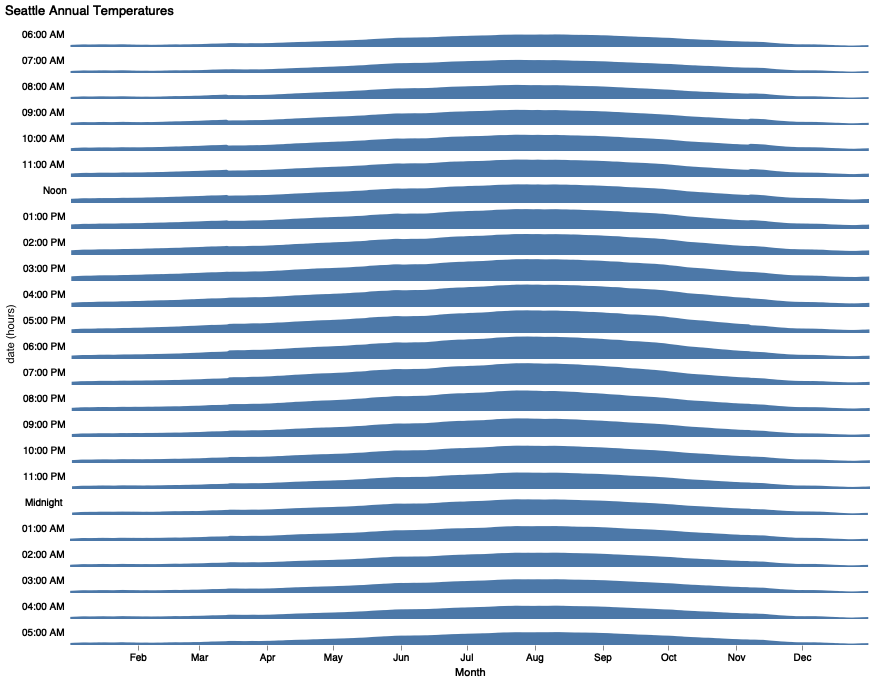 Seattle Annual Temperatures
06:00 AM
07:00 AM
08:00 AM
09:00 AM
10:00 AM
11:00 AM
Noon
01:00 PM
02:00 PM
03:00 PM
04:00 PM
05:00 PM
06:00 PM
07:00 PM
08:00 PM
09:00 PM
10:00 PM
11:00 PM
Midnight
01:00 AM
02:00 AM
03:00 AM
04:00 AM
05:00 AM
date (hours)
Feb Mar Apr May Jun Jul Aug Sep Oct Nov Dec
Month